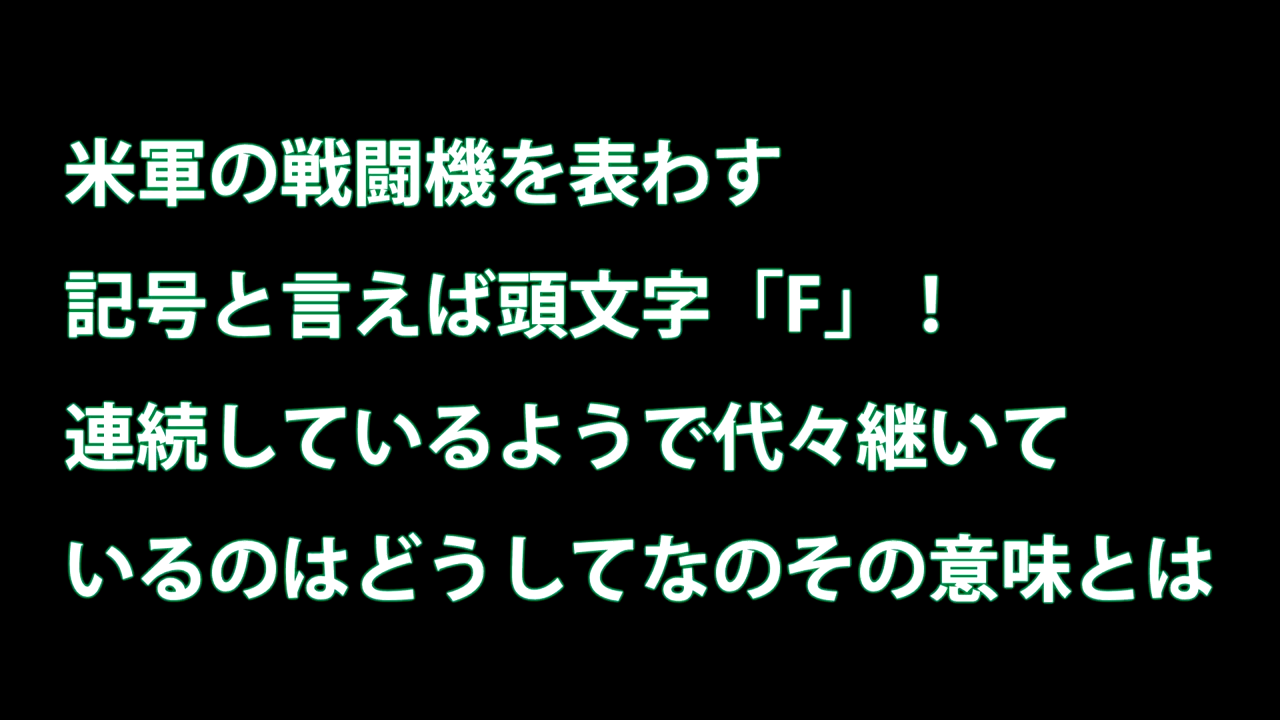 米軍の戦闘機を表わす
記号と言えば頭文字「F」！
連続しているようで代々継いて
いるのはどうしてなのその意味とは